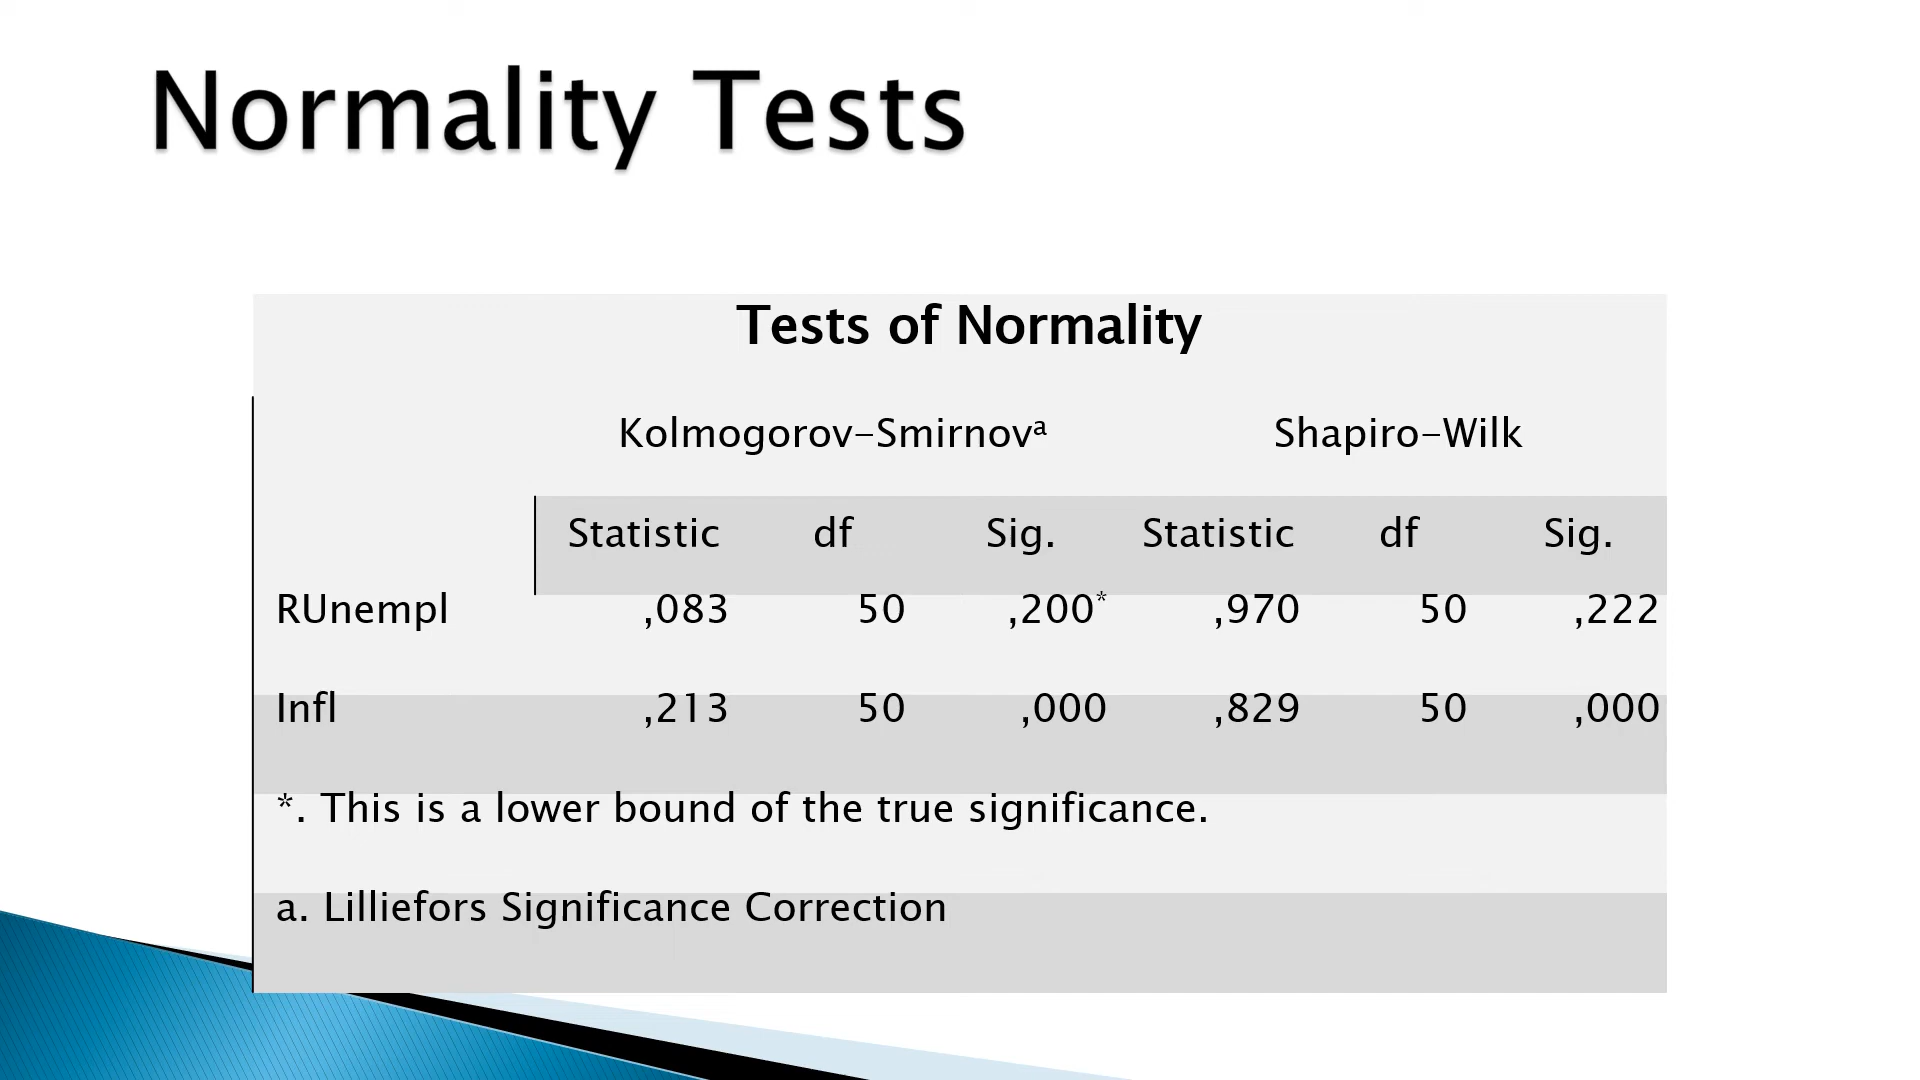 Normality Tests
Tests of Normality
Kolmogorov-Smirnovᵃ Shapiro-Wilk
Statistic df Sig. Statistic df Sig.
RUnempl ,083 50 ,200* ,970 50 ,222
Infl ,213 50 ,000 ,829 50 ,000
*. This is a lower bound of the true significance.
a. Lilliefors Significance Correction